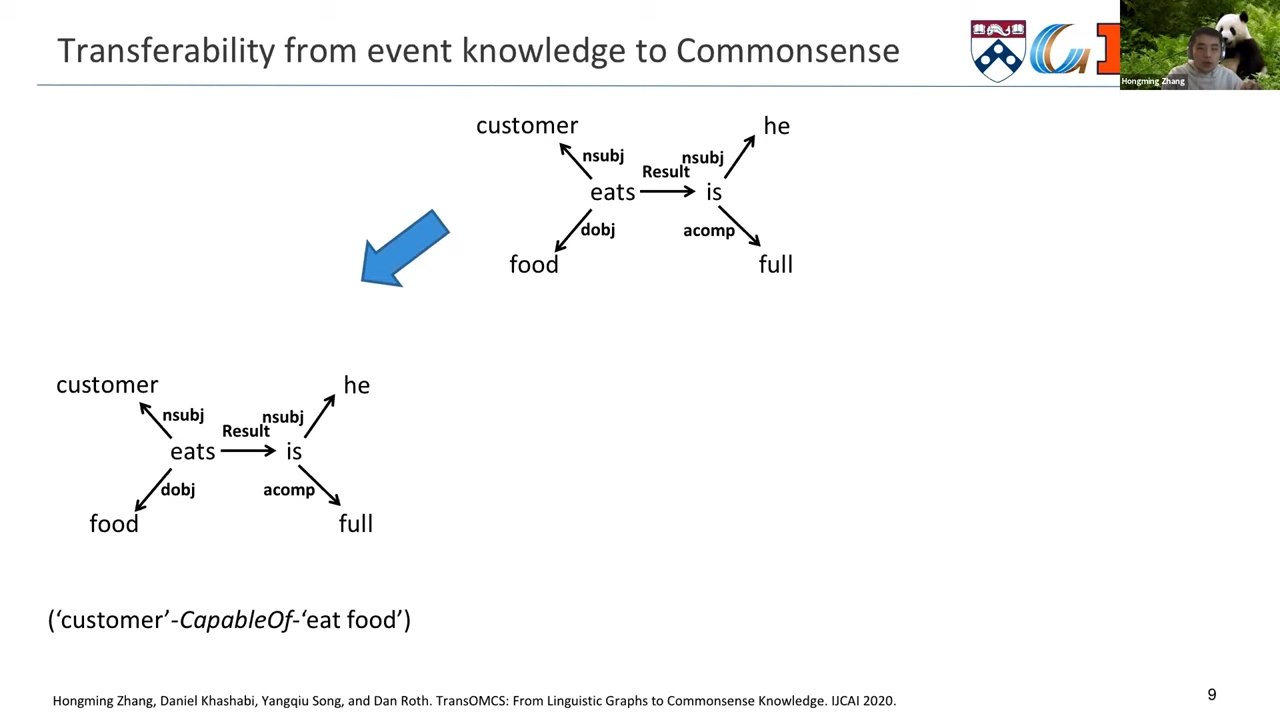 Transferability from event knowledge to Commonsense
Hongming Zhang
customer
he
nsubj
nsubj
Result
eats
is
dobj
acomp
food
full
customer
he
nsubj
nsubj
Result
eats
is
dobj
acomp
food
full
(‘customer’-CapableOf-‘eat food’)
Hongming Zhang, Daniel Khashabi, Yangqiu Song, and Dan Roth. TransOMCS: From Linguistic Graphs to Commonsense Knowledge. IJCAI 2020.
9